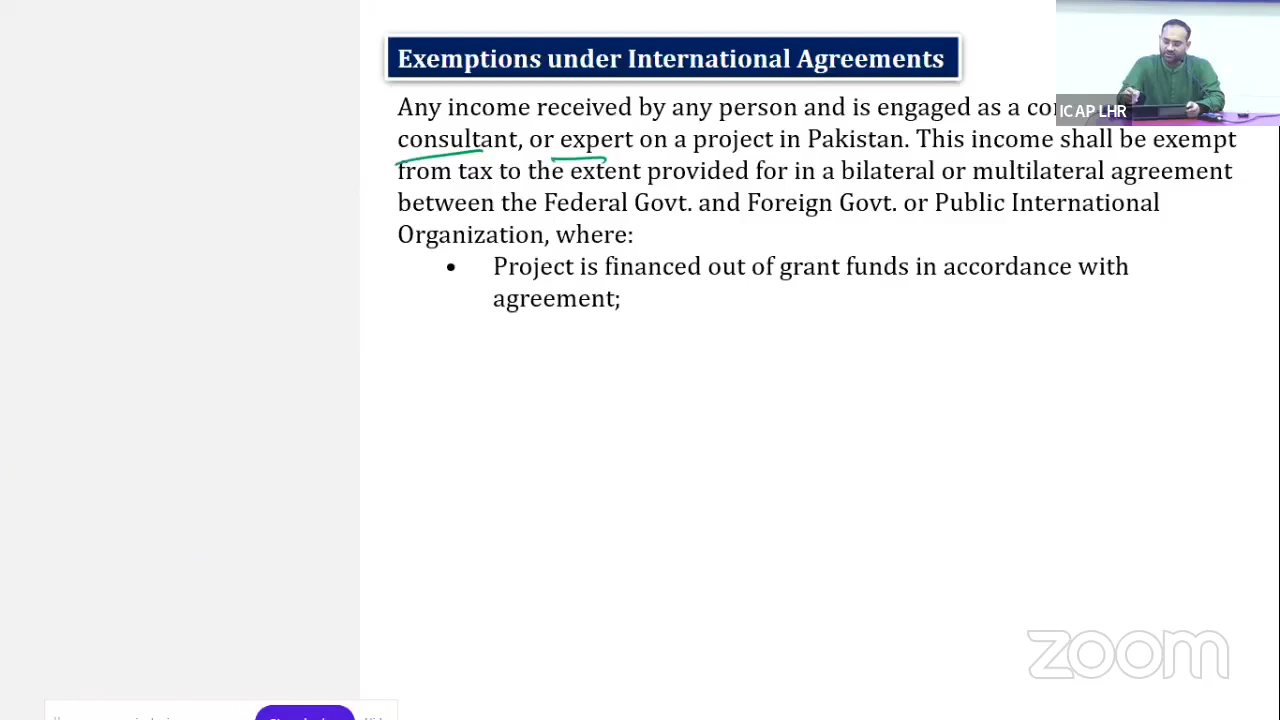 Exemptions under International Agreements
Any income received by any person and is engaged as a
ICAP LHR
consultant, or expert on a project in Pakistan. This income shall be exempt
from tax to the extent provided for in a bilateral or multilateral agreement
between the Federal Govt. and Foreign Govt. or Public International
Organization, where:
• Project is financed out of grant funds in accordance with
agreement;
zoom